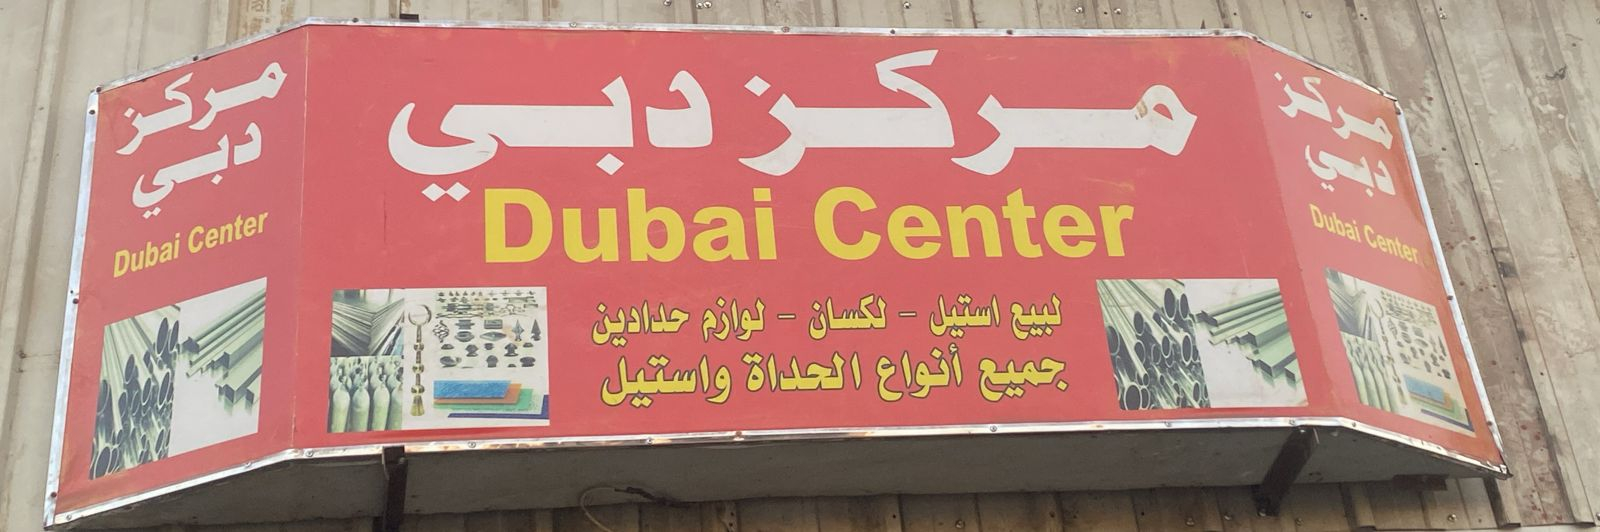 مركز
دبي
Dubai Center
مركز دبي
Dubai Center
لبيع استيل - لكسان - لوازم حدادين
جميع أنواع الحداة واستيل
مركز
دبي
Dubai Center